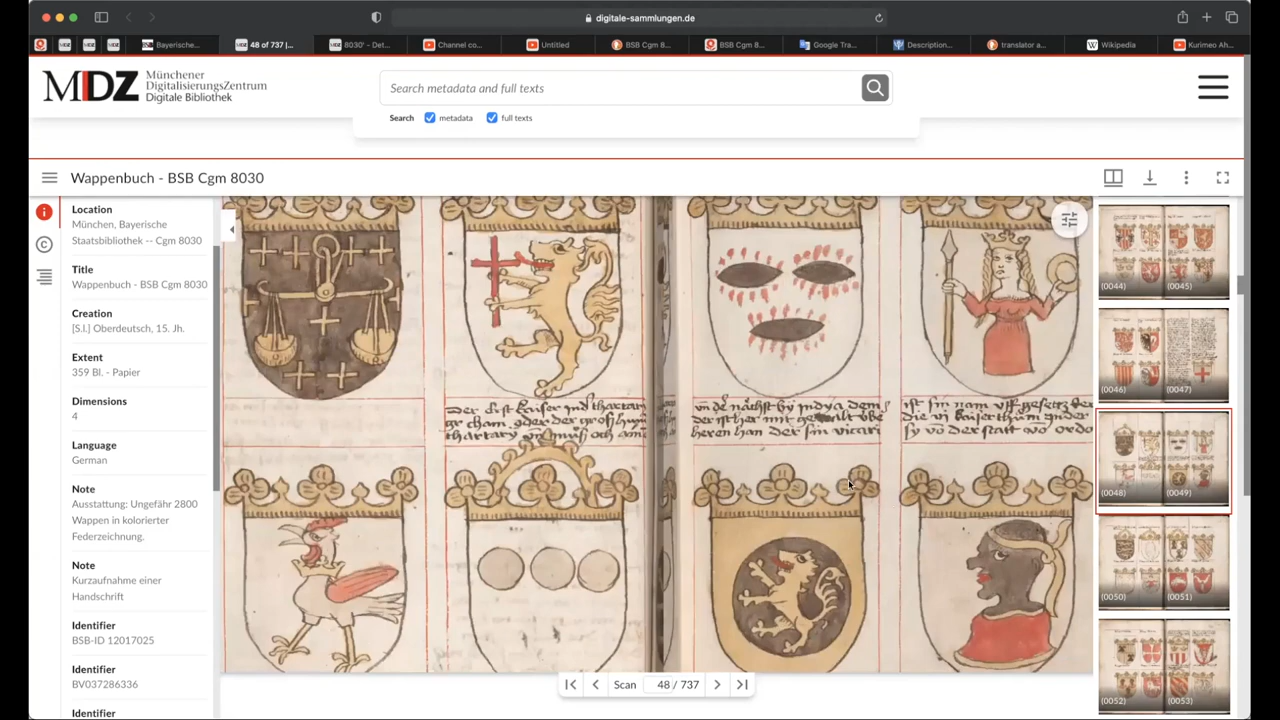 digitale-sammlungen.de
Bayerische...
48 of 737 |...
8030' - Det...
Channel co...
Untitled
BSB Cgm 8...
BSB Cgm 8...
Google Tra...
Description...
translator a...
Wikipedia
Kurimeo Ah...
MDZ
Münchener
DigitalisierungsZentrum
Digitale Bibliothek
Search metadata and full texts
Search metadata full texts
Wappenbuch - BSB Cgm 8030
Location
München, Bayerische
Staatsbibliothek -- Cgm 8030
Title
Wappenbuch - BSB Cgm 8030
Creation
[S.l.] Oberdeutsch, 15. Jh.
Extent
359 Bl. - Papier
Dimensions
4
Language
German
Note
Ausstattung: Ungefähr 2800
Wappen in kolorierter
Federzeichnung.
Note
Kurzaufnahme einer
Handschrift
Identifier
BSB-ID 12017025
Identifier
BV037286336
Identifier
(0044) (0045)
(0046) (0047)
(0048) (0049)
(0050) (0051)
(0052) (0053)
Scan 48 / 737